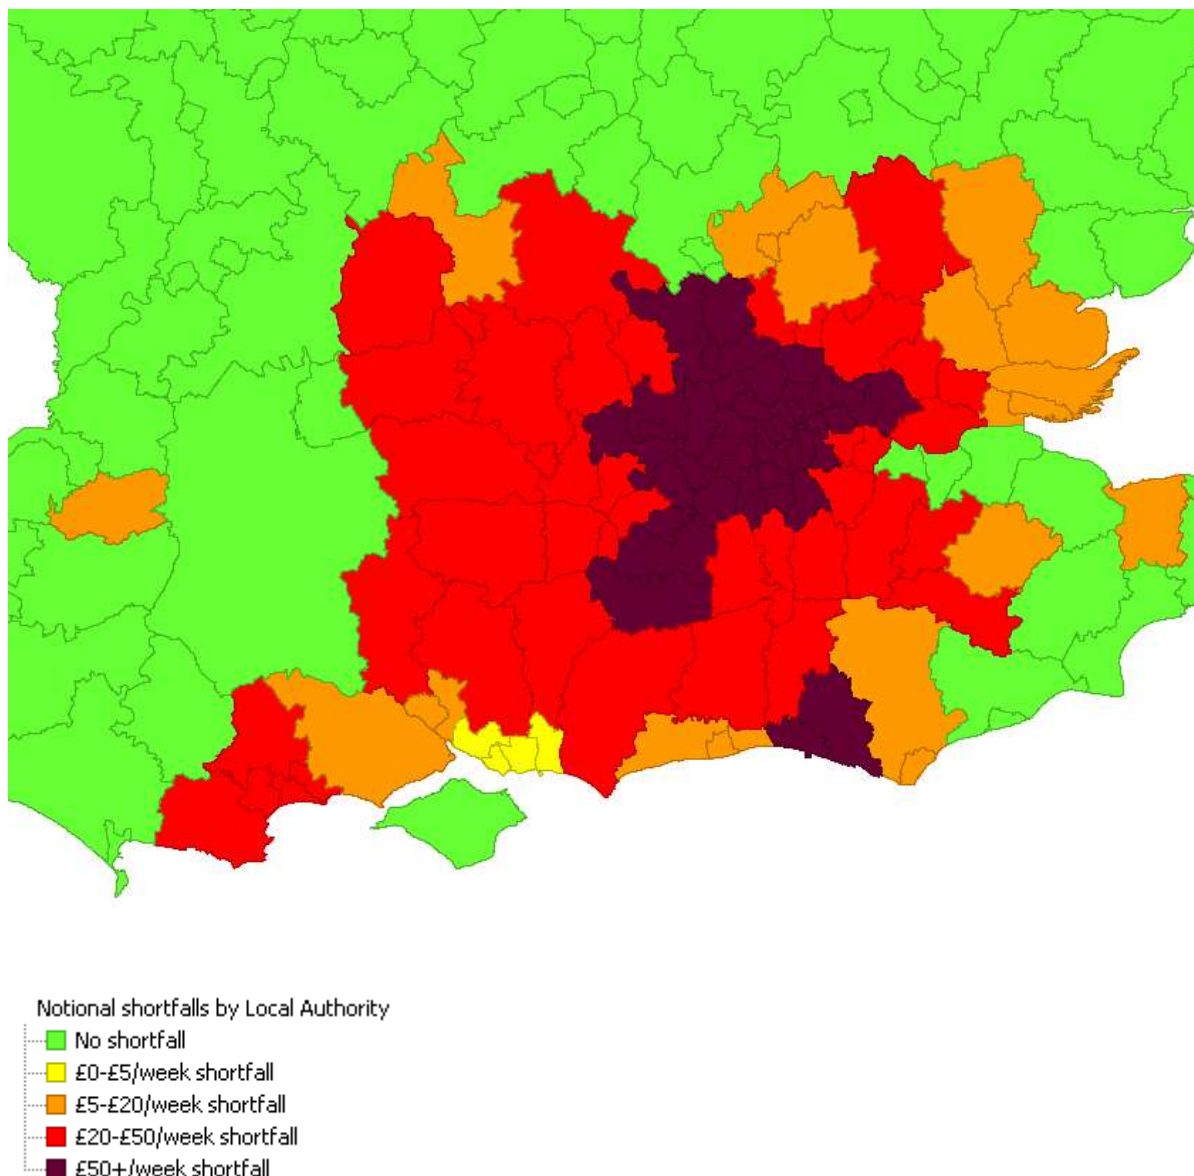 Notional shortfalls by Local Authority
No shortfall
£0-£5/week shortfall
£5-£20/week shortfall
£20-£50/week shortfall
£50+/week shortfall